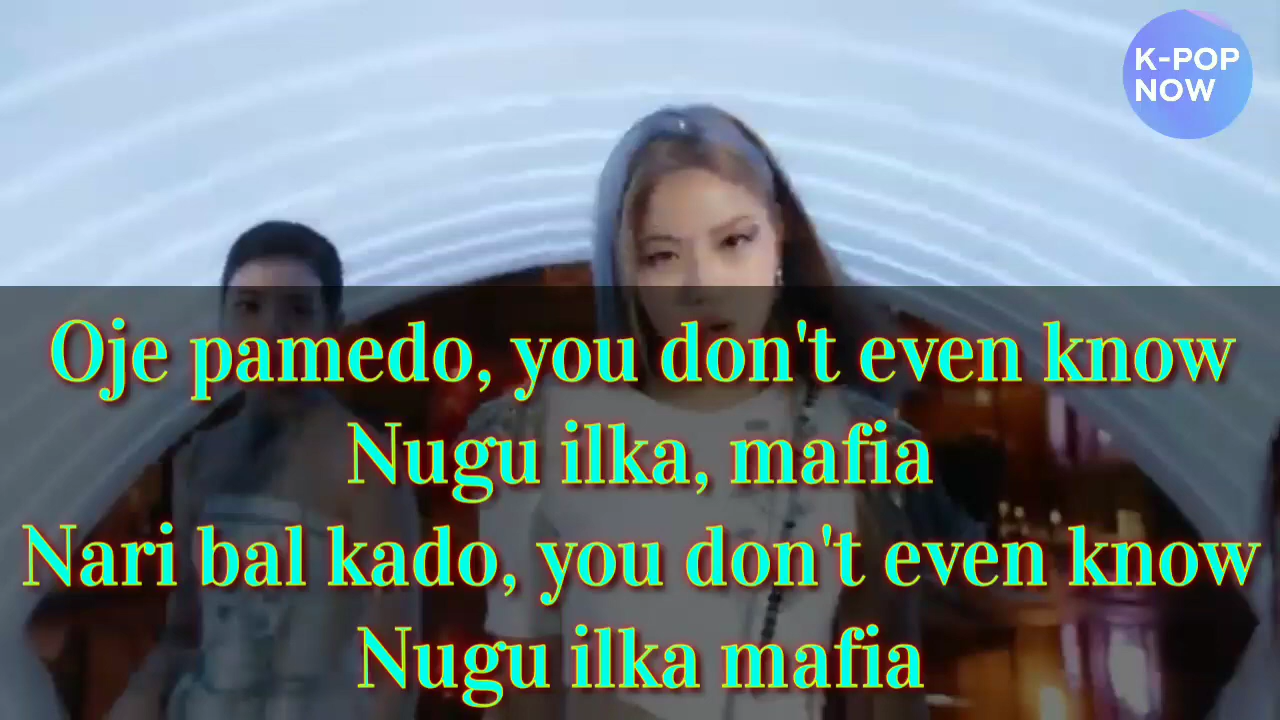 K-POP
NOW
Oje pamedo, you don't even know
Nugu ilka, mafia
Nari bal kado, you don't even know
Nugu ilka mafia